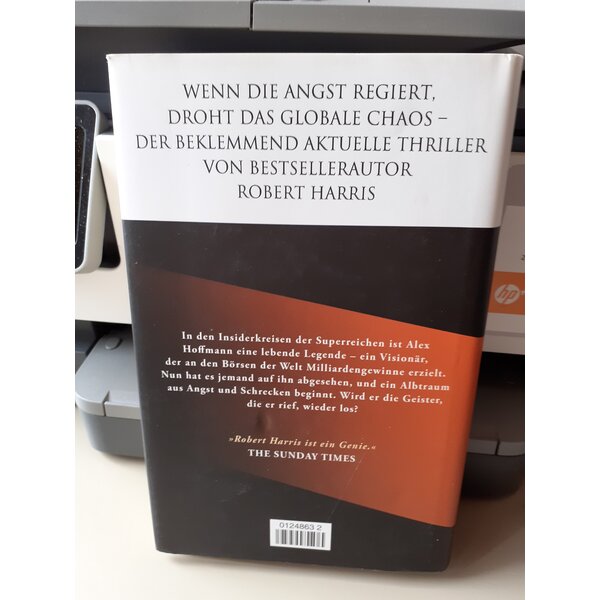 WENN DIE ANGST REGIERT,
DROHT DAS GLOBALE CHAOS –
DER BEKLEMMEND AKTUELLE THRILLER
VON BESTSELLERAUTOR
ROBERT HARRIS
hp
In den Insiderkreisen der Superreichen ist Alex
Hoffmann eine lebende Legende – ein Visionär,
der an den Börsen der Welt Milliardengewinne erzielt.
Nun hat es jemand auf ihn abgesehen, und ein Albtraum
aus Angst und Schrecken beginnt. Wird er die Geister,
die er rief, wieder los?
»Robert Harris ist ein Genie.«
THE SUNDAY TIMES
0124863 2